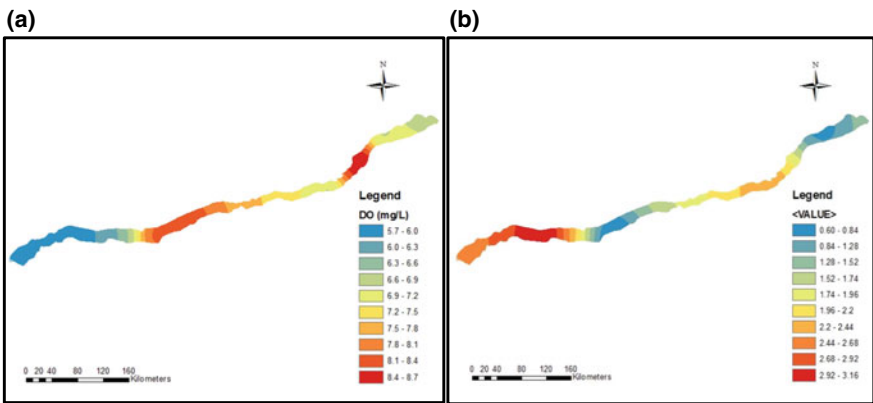 (a)
N
Legend
DO (mg/L)
5.7 - 6.0
6.0 - 6.3
6.3 - 6.6
6.6 - 6.9
6.9 - 7.2
7.2 - 7.5
7.5 - 7.8
7.8 - 8.1
8.1 - 8.4
8.4 - 8.7
0 20 40 80 120 160
Kilometers
(b)
N
Legend
<VALUE>
0.60 - 0.84
0.84 - 1.28
1.28 - 1.52
1.52 - 1.74
1.74 - 1.96
1.96 - 2.2
2.2 - 2.44
2.44 - 2.68
2.68 - 2.92
2.92 - 3.16
0 20 40 80 120 160
Kilometers